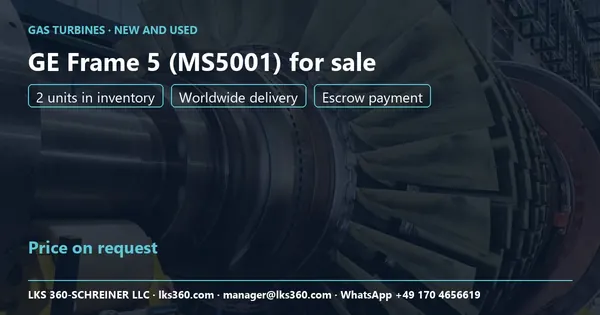 GAS TURBINES · NEW AND USED
GE Frame 5 (MS5001) for sale
2 units in inventory
Worldwide delivery
Escrow payment
Price on request
LKS 360-SCHREINER LLC · lks360.com · manager@lks360.com · WhatsApp +49 170 4656619